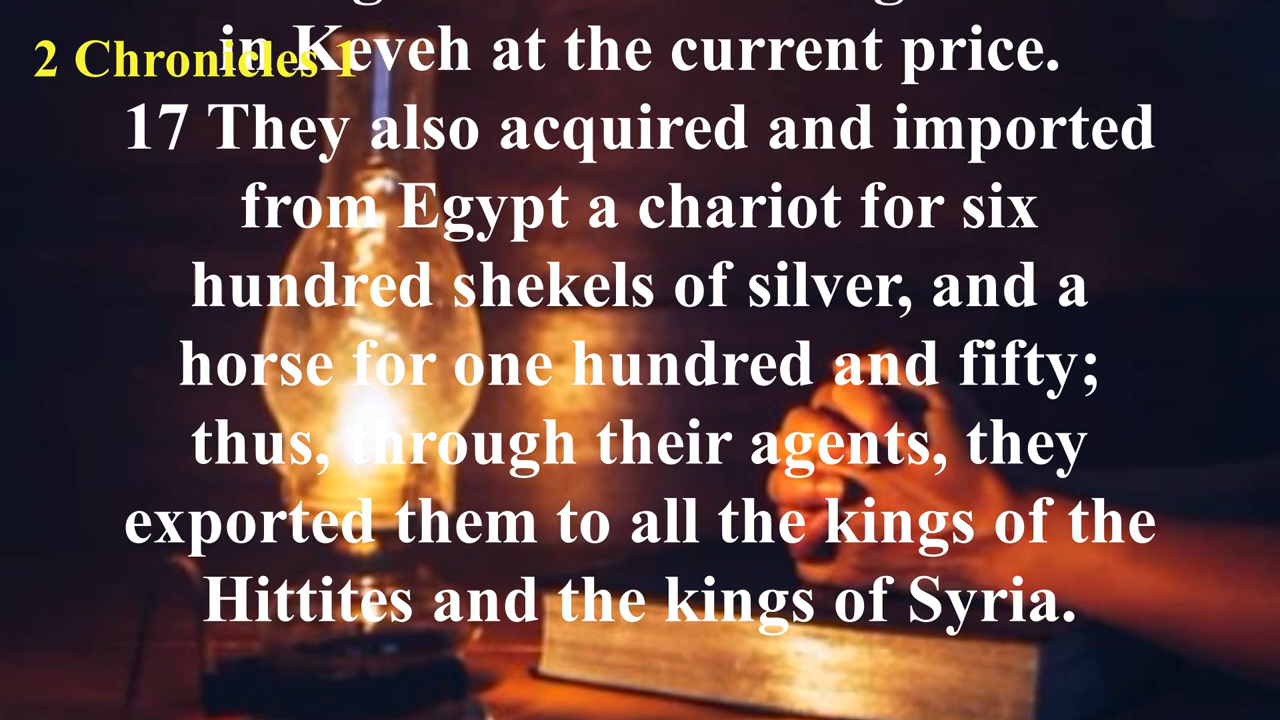 2 Chronicles 1
in Keveh at the current price.
17 They also acquired and imported
from Egypt a chariot for six
hundred shekels of silver, and a
horse for one hundred and fifty;
thus, through their agents, they
exported them to all the kings of the
Hittites and the kings of Syria.